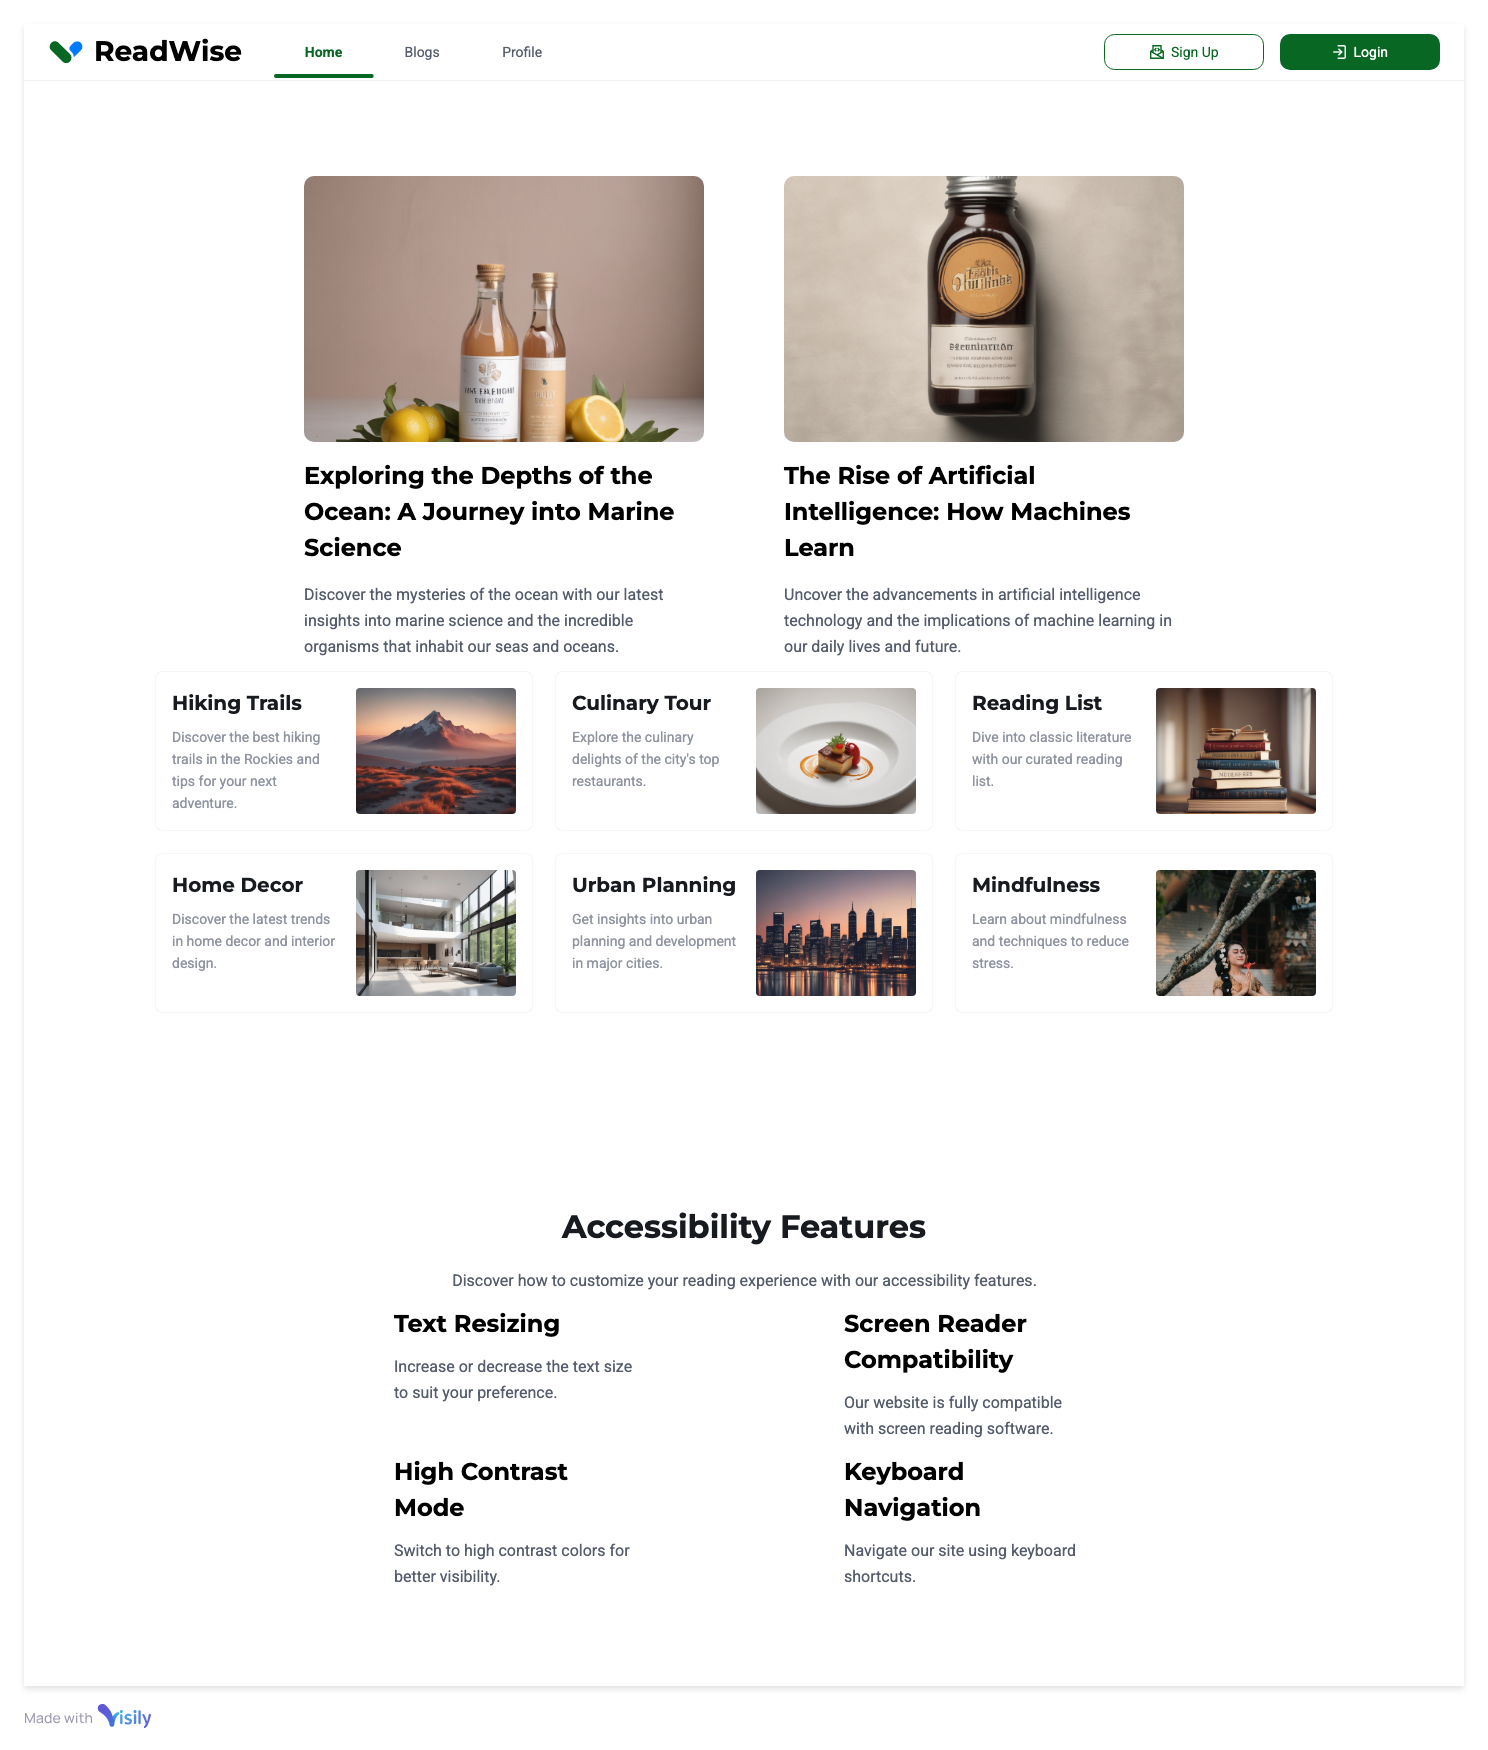 ReadWise
Home
Blogs
Profile
Sign Up
Login
Exploring the Depths of the
Ocean: A Journey into Marine
Science
Discover the mysteries of the ocean with our latest
insights into marine science and the incredible
organisms that inhabit our seas and oceans.
The Rise of Artificial
Intelligence: How Machines
Learn
Uncover the advancements in artificial intelligence
technology and the implications of machine learning in
our daily lives and future.
Hiking Trails
Discover the best hiking
trails in the Rockies and
tips for your next
adventure.
Culinary Tour
Explore the culinary
delights of the city's top
restaurants.
Reading List
Dive into classic literature
with our curated reading
list.
Home Decor
Discover the latest trends
in home decor and interior
design.
Urban Planning
Get insights into urban
planning and development
in major cities.
Mindfulness
Learn about mindfulness
and techniques to reduce
stress.
Accessibility Features
Discover how to customize your reading experience with our accessibility features.
Text Resizing
Increase or decrease the text size
to suit your preference.
Screen Reader
Compatibility
Our website is fully compatible
with screen reading software.
High Contrast
Mode
Switch to high contrast colors for
better visibility.
Keyboard
Navigation
Navigate our site using keyboard
shortcuts.
Made with Visily